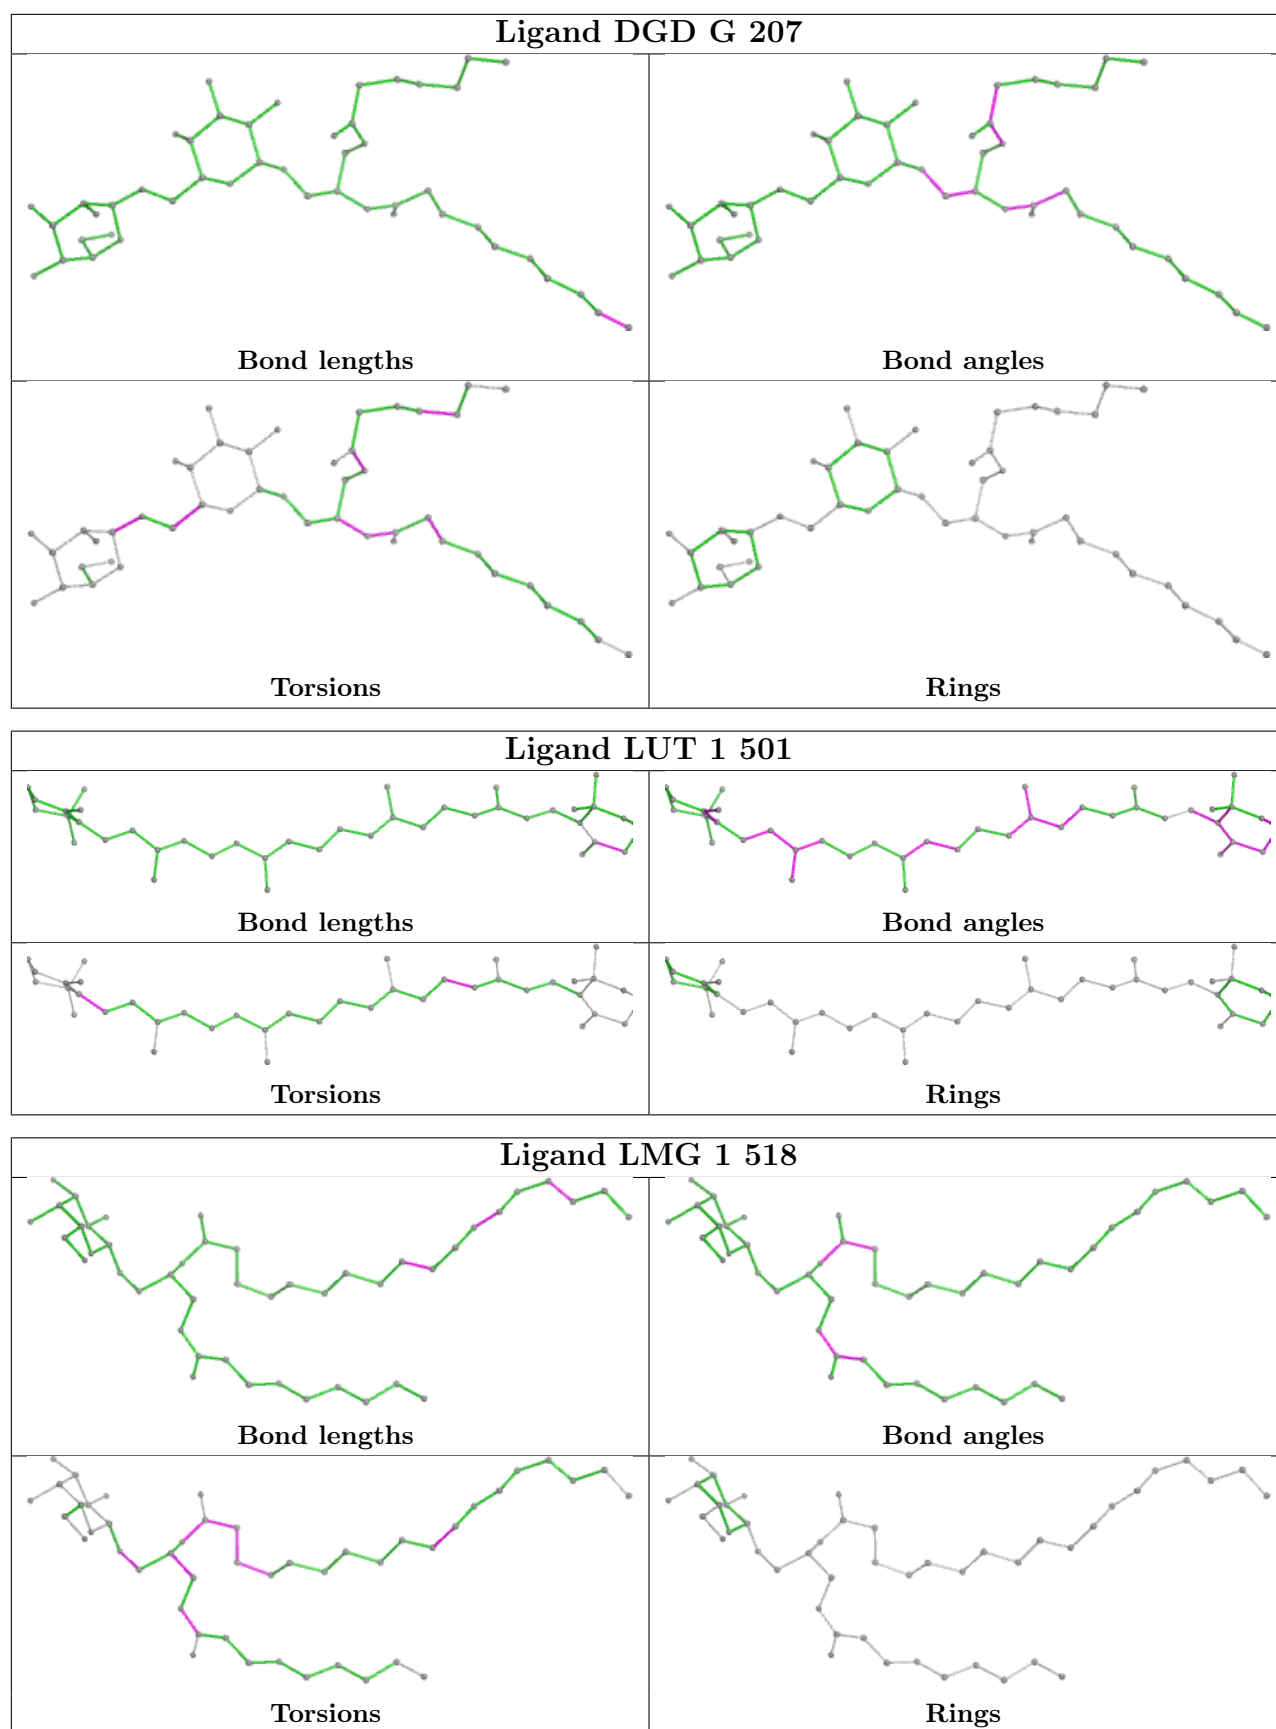 Ligand DGD G 207
Bond lengths
Bond angles
Torsions
Rings
Ligand LUT 1 501
Bond lengths
Bond angles
Torsions
Rings
Ligand LMG 1 518
Bond lengths
Bond angles
Torsions
Rings